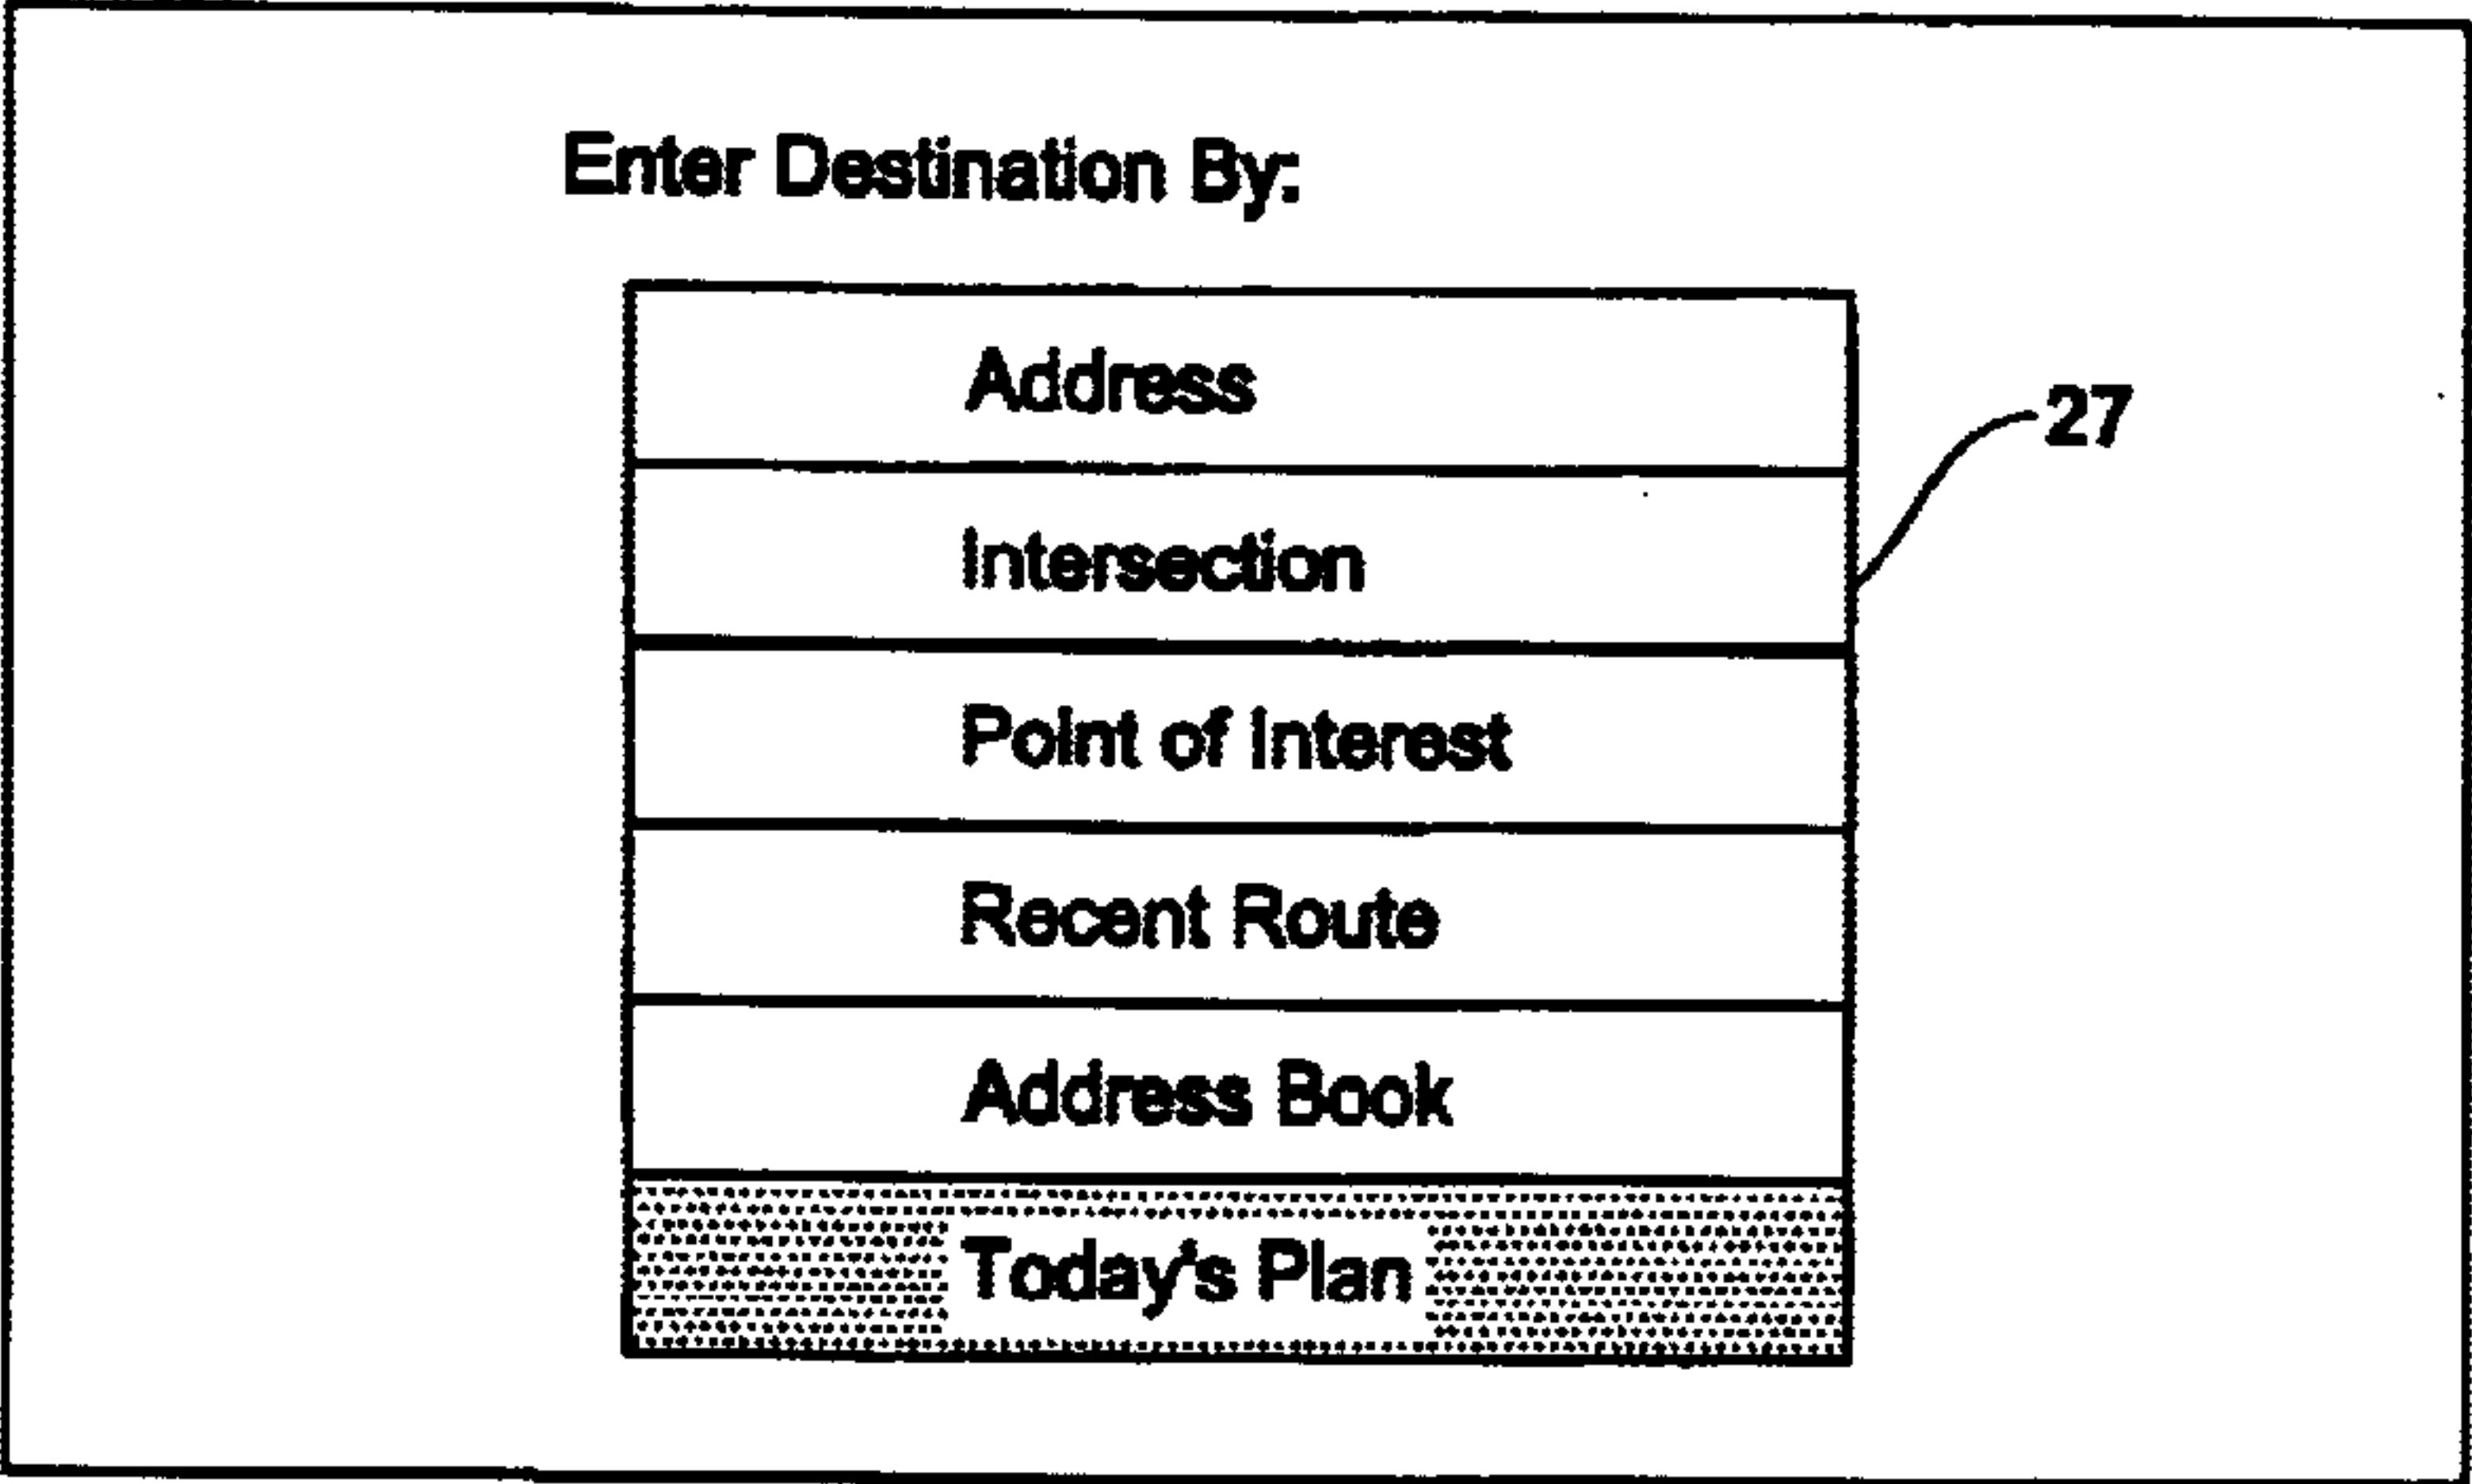 Enter Destination By:
Address
27
Intersection
Point of Interest
Recent Route
Address Book
Today's Plan